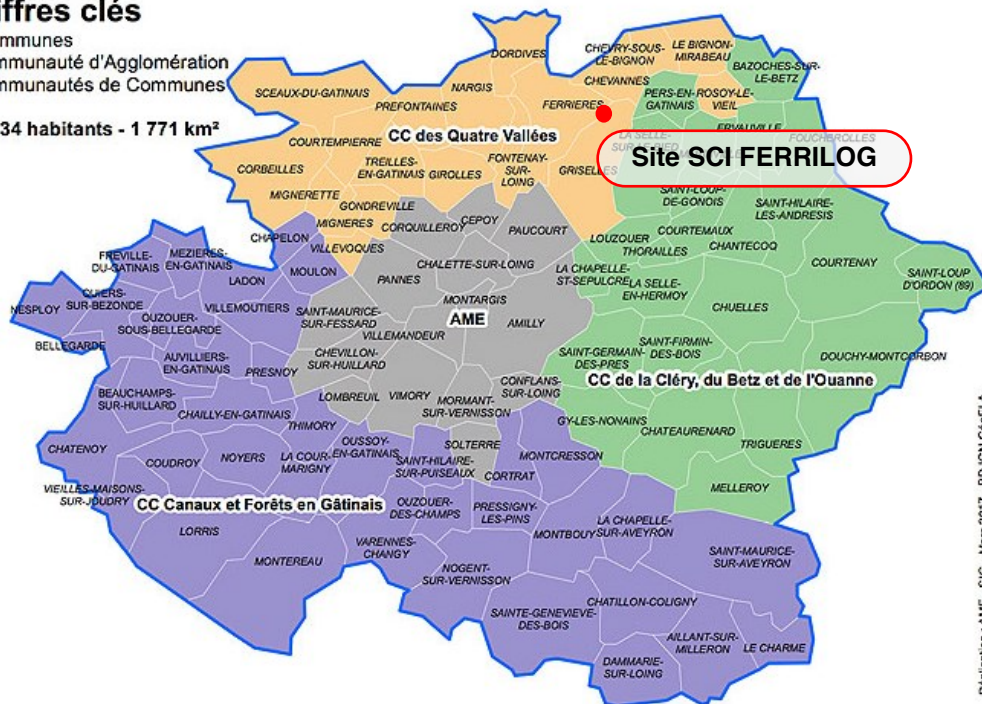 iffres clés
ommunes
mmunauté d'Agglomération
mmunautés de Communes
34 habitants - 1 771 km²
DORDIVES
CHEVRY-SOUS-
LE-BIGNON
LE BIGNON-
MIRABEAU
BAZOCHES-SUR-
LE-BETZ
SCEAUX-DU-GATINAIS
NARGIS
CHEVANNES
PREFONTAINES
FERRIERES
PERS-EN-
GATINAIS
ROSOY-LE-
VIEIL
ERVAUVILLE
FOUCHEROLLES
CC des Quatre Vallées
COURTEMPIERRE
LA SELLE-
SUR-LE-BIED
Site SCI FERRILOG
CORBEILLES
TREILLES-
EN-GATINAIS
GIROLLES
FONTENAY-
SUR-
LOING
GRISELLES
MIGNERETTE
GONDREVILLE
SAINT-LOUP-
DE-GONOIS
SAINT-HILAIRE-
LES-ANDRESIS
MIGNERES
CORQUILLEROY
CEPOY
PAUCOURT
CHAPELON
VILLEVOQUES
LOUZOUER
COURTEMAUX
THORAILLES
CHANTECOQ
FREVILLE-
DU-GATINAIS
MEZIERES-
EN-GATINAIS
LADON
MOULON
PANNES
CHALETTE-SUR-LOING
LA CHAPELLE-
ST-SEPULCRE
LA SELLE-
EN-HERMOY
COURTENAY
SAINT-LOUP
D'ORDON (89)
NESPLOY
QUIERS-
SUR-BEZONDE
VILLEMOUTIERS
SAINT-MAURICE-
SUR-FESSARD
MONTARGIS
CHUELLES
OUZOUER-
SOUS-BELLEGARDE
AME
AMILLY
VILLEMANDEUR
BELLEGARDE
AUVILLIERS-
EN-GATINAIS
PRESNOY
CHEVILLON-
SUR-HUILLARD
SAINT-GERMAIN-
DES-PRES
SAINT-FIRMIN-
DES-BOIS
DOUCHY-MONTCORBON
CC de la Cléry, du Betz et de l'Ouanne
BEAUCHAMPS-
SUR-HUILLARD
LOMBREUIL
VIMORY
MORMANT-
SUR-VERNISSON
CONFLANS-
SUR-LOING
CHAILLY-EN-GATINAIS
THIMORY
GY-LES-NONAINS
CHATEAURENARD
TRIGUERES
CHATENOY
COUDROY
NOYERS
LA COUR-
MARIGNY
OUSSOY-
EN-GATINAIS
SAINT-HILAIRE-
SUR-PUISEAUX
SOLTERRE
CORTRAT
MONTCRESSON
MELLEROY
VIEILLES-MAISONS-
SUR-JOUDRY
CC Canaux et Forêts en Gâtinais
OUZOUER-
DES-CHAMPS
PRESSIGNY-
LES-PINS
LORRIS
MONTBOUY
LA CHAPELLE-
SUR-AVEYRON
MONTEREAU
VARENNES-
CHANGY
NOGENT-
SUR-VERNISSON
SAINT-MAURICE-
SUR-AVEYRON
SAINTE-GENEVIEVE-
DES-BOIS
CHATILLON-COLIGNY
AILLANT-SUR-
MILLERON
LE CHARME
DAMMARIE-
SUR-LOING